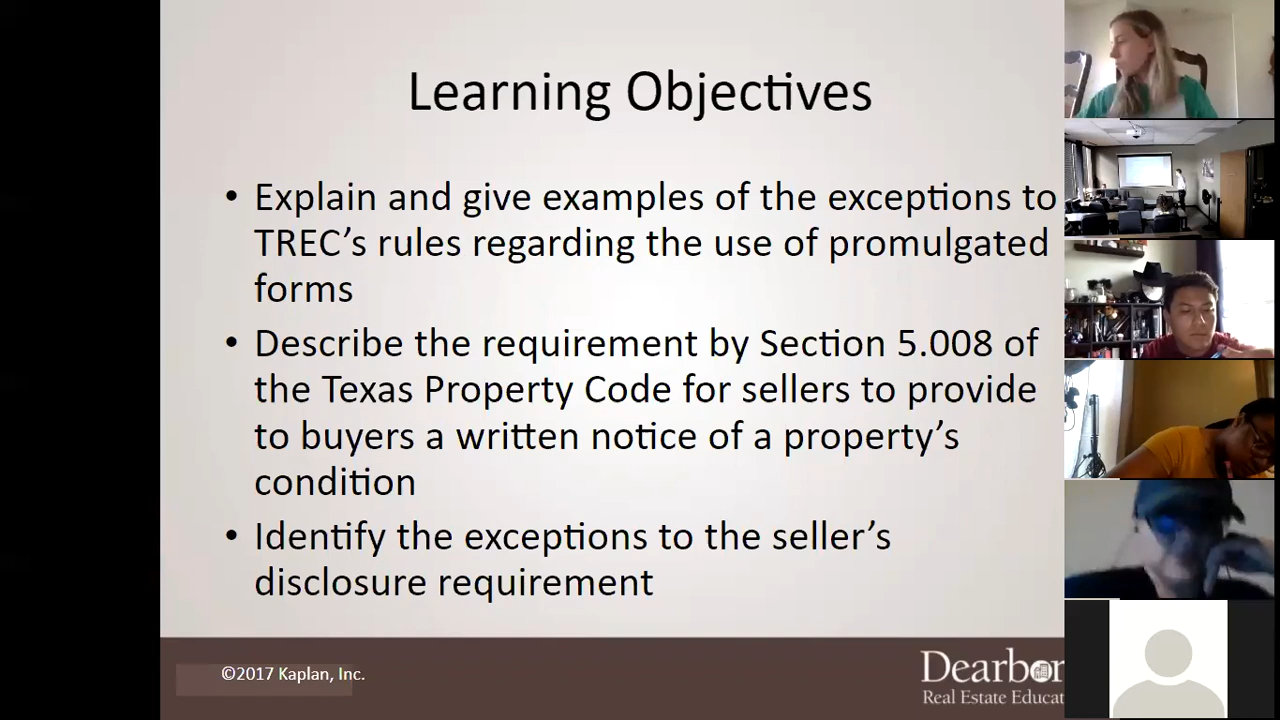 Learning Objectives
• Explain and give examples of the exceptions to
TREC’s rules regarding the use of promulgated
forms
• Describe the requirement by Section 5.008 of
the Texas Property Code for sellers to provide
to buyers a written notice of a property’s
condition
• Identify the exceptions to the seller’s
disclosure requirement
©2017 Kaplan, Inc.
Dearbor
Real Estate Educat